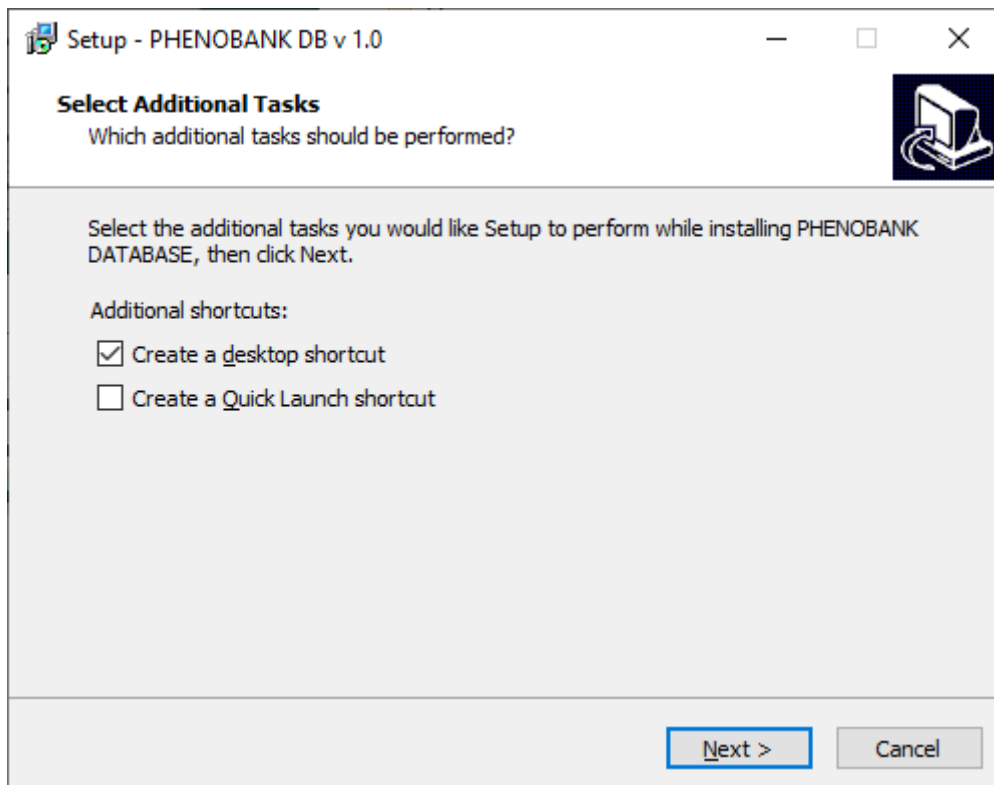 Setup - PHENOBANK DB v 1.0
Select Additional Tasks
Which additional tasks should be performed?
Select the additional tasks you would like Setup to perform while installing PHENOBANK
DATABASE, then click Next.
Additional shortcuts:
Create a desktop shortcut
Create a Quick Launch shortcut
Next >
Cancel